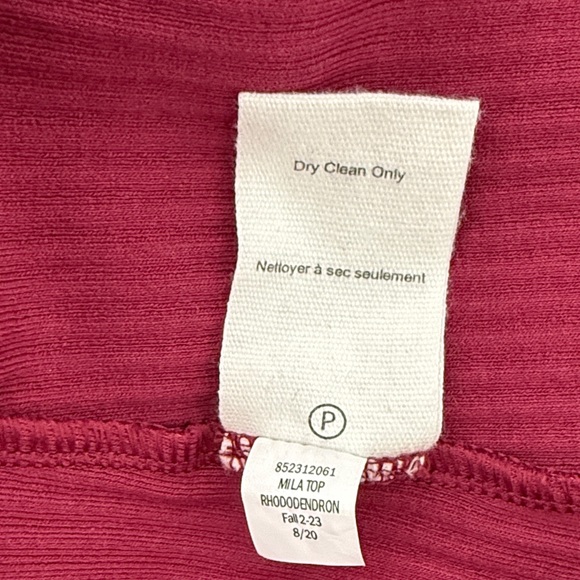 Dry Clean Only
Nettoyer à sec seulement
P
852312061
MILA TOP
RHODODENDRON
Fall 2-23
8/20